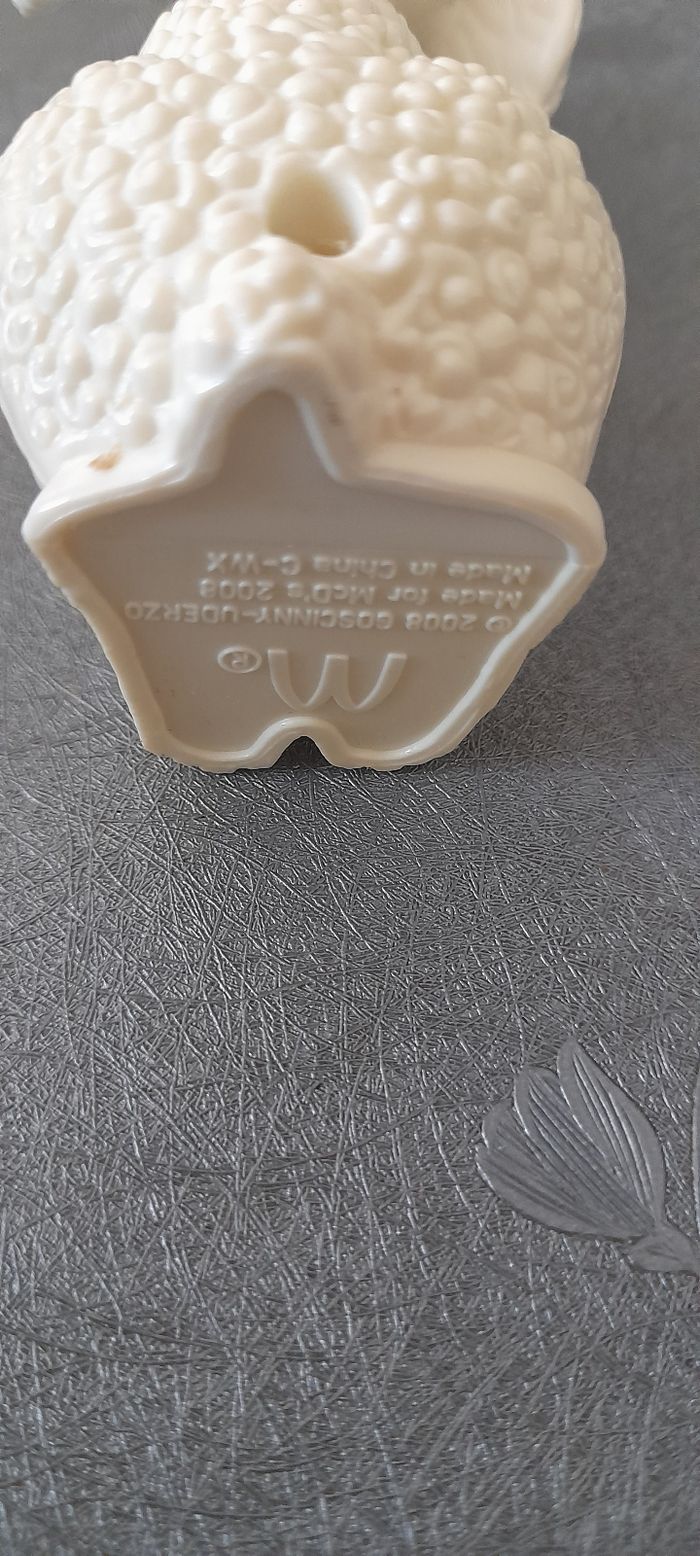 M®
© 2008 GOSCINNY-UDERZO
Made for McD's 2008
Made in China C-WX